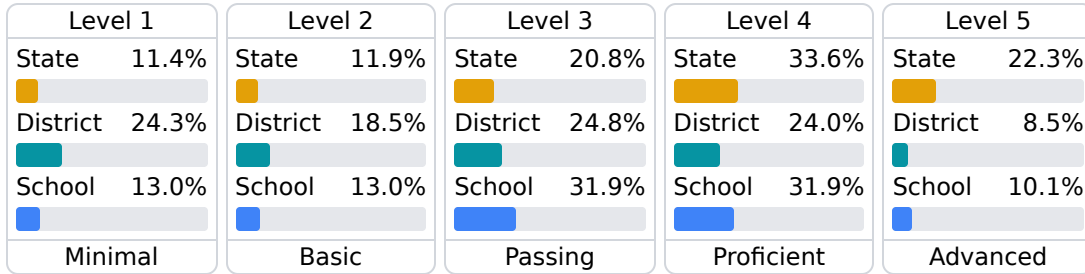 Level 1
State 11.4%
District 24.3%
School 13.0%
Minimal
Level 2
State 11.9%
District 18.5%
School 13.0%
Basic
Level 3
State 20.8%
District 24.8%
School 31.9%
Passing
Level 4
State 33.6%
District 24.0%
School 31.9%
Proficient
Level 5
State 22.3%
District 8.5%
School 10.1%
Advanced